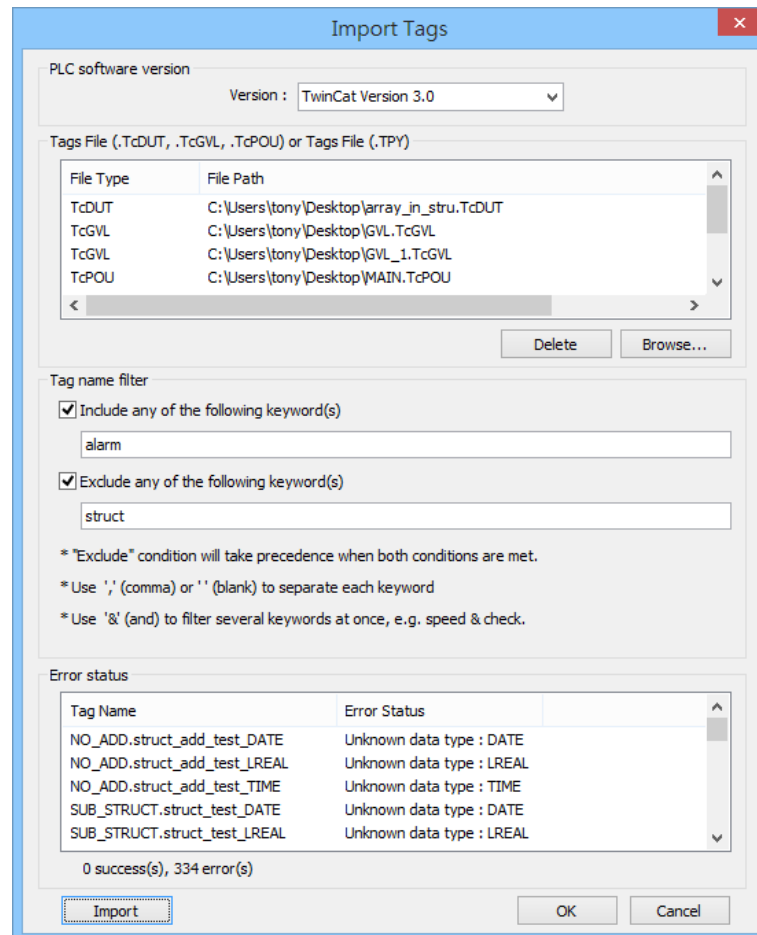 Import Tags
PLC software version
Version : TwinCat Version 3.0
Tags File (.TcDUT, .TcGVL, .TcPOU) or Tags File (.TPY)
File Type File Path
TcDUT C:\Users\tony\Desktop\array_in_stru.TcDUT
TcGVL C:\Users\tony\Desktop\GVL.TcGVL
TcGVL C:\Users\tony\Desktop\GVL_1.TcGVL
TcPOU C:\Users\tony\Desktop\MAIN.TcPOU
Delete Browse...
Tag name filter
Include any of the following keyword(s)
alarm
Exclude any of the following keyword(s)
struct
* "Exclude" condition will take precedence when both conditions are met.
* Use ',' (comma) or ' ' (blank) to separate each keyword
* Use '&' (and) to filter several keywords at once, e.g. speed & check.
Error status
Tag Name Error Status
NO_ADD.struct_add_test_DATE Unknown data type : DATE
NO_ADD.struct_add_test_LREAL Unknown data type : LREAL
NO_ADD.struct_add_test_TIME Unknown data type : TIME
SUB_STRUCT.struct_test_DATE Unknown data type : DATE
SUB_STRUCT.struct_test_LREAL Unknown data type : LREAL
0 success(s), 334 error(s)
Import OK Cancel